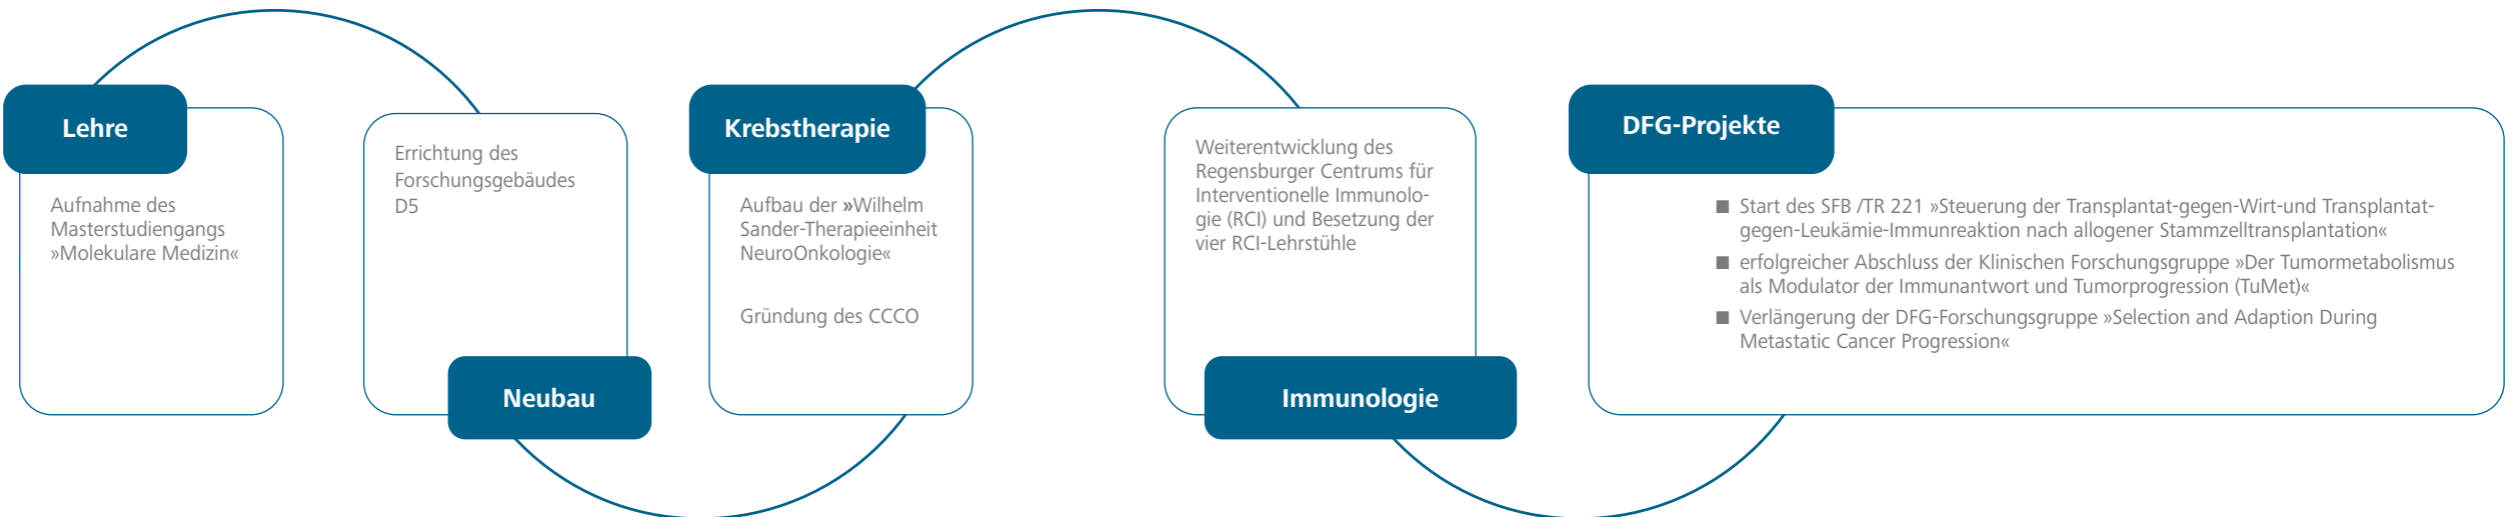 Lehre
Aufnahme des
Masterstudiengangs
»Molekulare Medizin«
Errichtung des
Forschungsgebäudes
D5
Neubau
Krebstherapie
Aufbau der »Wilhelm
Sander-Therapieeinheit
NeuroOnkologie«
Gründung des CCCO
Weiterentwicklung des
Regensburger Centrums für
Interventionelle Immunolo-
gie (RCI) und Besetzung der
vier RCI-Lehrstühle
Immunologie
DFG-Projekte
■ Start des SFB /TR 221 »Steuerung der Transplantat-gegen-Wirt-und Transplantat-
gegen-Leukämie-Immunreaktion nach allogener Stammzelltransplantation«
■ erfolgreicher Abschluss der Klinischen Forschungsgruppe »Der Tumormetabolismus
als Modulator der Immunantwort und Tumorprogression (TuMet)«
■ Verlängerung der DFG-Forschungsgruppe »Selection and Adaption During
Metastatic Cancer Progression«